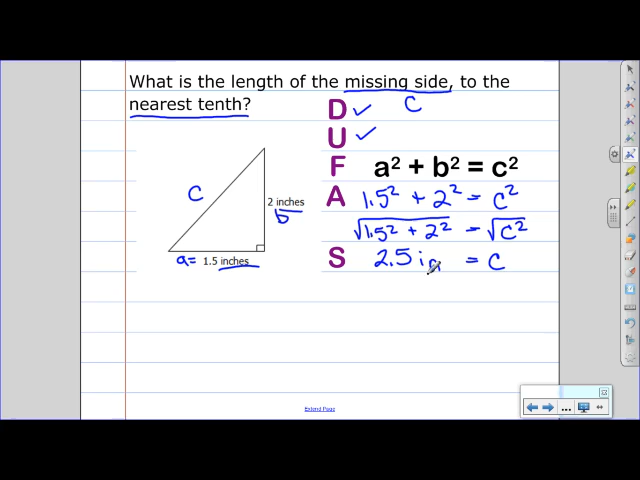 What is the length of the missing side, to the
nearest tenth?
D ✓ C
U ✓
F a² + b² = c²
A 1.5² + 2² = c²
√1.5² + 2² = √c²
S 2.5 in = c
c
2 inches
b
a= 1.5 inches
Extend Page
...